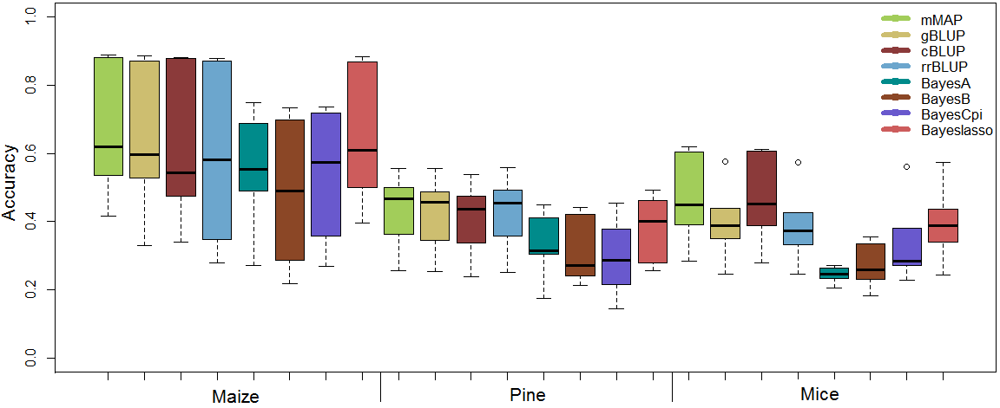 Accuracy
1.0
0.8
0.6
0.4
0.2
0.0
mMAP
gBLUP
cBLUP
rrBLUP
BayesA
BayesB
BayesCpi
Bayeslasso
Maize Pine Mice